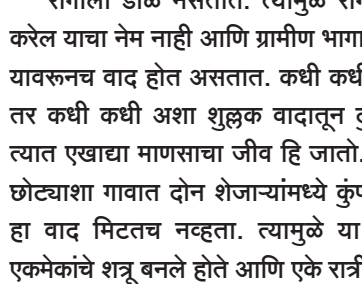 रागाला डोळे नसतात. त्यामुळे
करेल याचा नेम नाही आणि ग्रामीण
यावरूनच वाद होत असतात. कधी
तर कधी कधी अशा शुल्लक वादातून
त्यात एखाद्या माणसाचा जीव हि जातो.
छोट्याशा गावात दोन शेजाऱ्यांमध्ये
हा वाद मिटतच नव्हता. त्यामुळे या
एकमेकांचे शत्रू बनले होते आणि एके